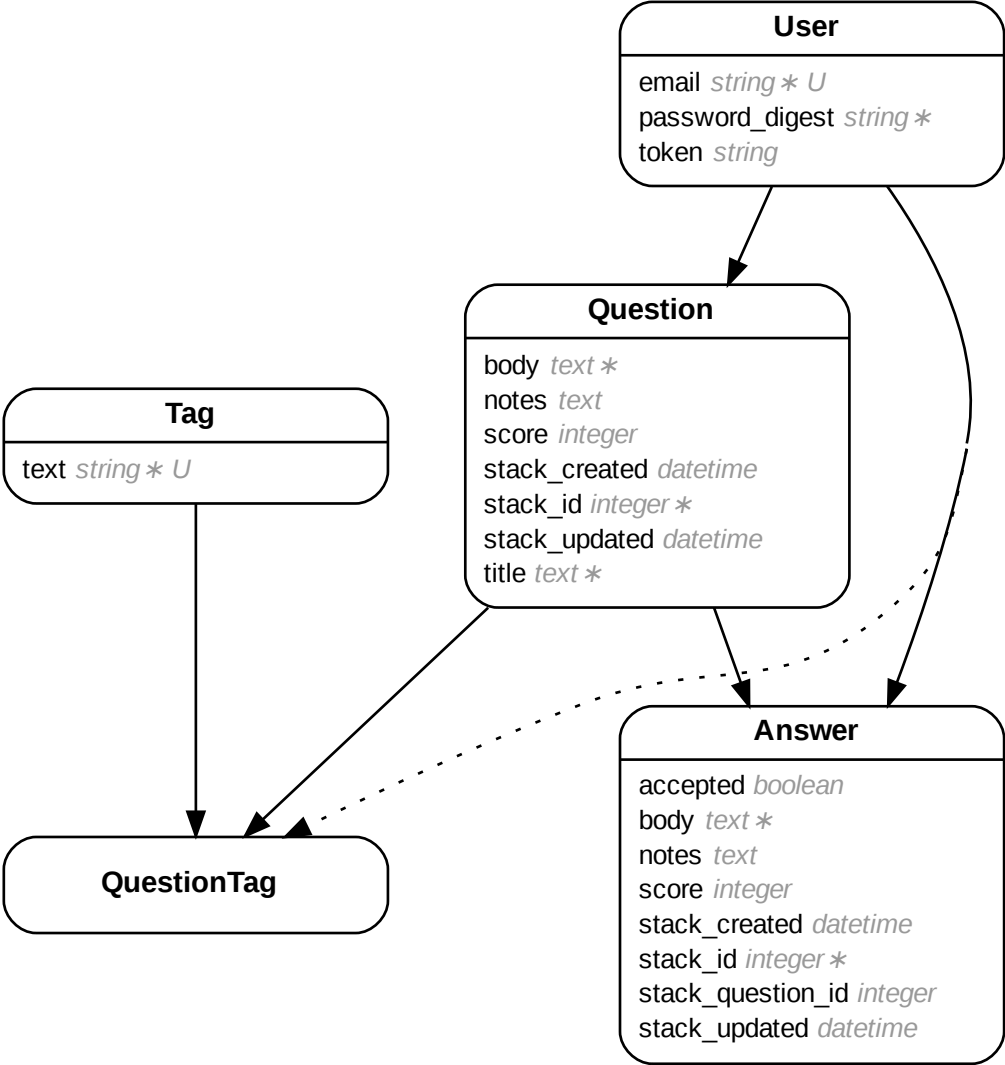 User
email string∗ U
password_digest string∗
token string
Question
body text∗
notes text
score integer
stack_created datetime
stack_id integer∗
stack_updated datetime
title text∗
Tag
text string∗ U
QuestionTag
Answer
accepted boolean
body text∗
notes text
score integer
stack_created datetime
stack_id integer∗
stack_question_id integer
stack_updated datetime